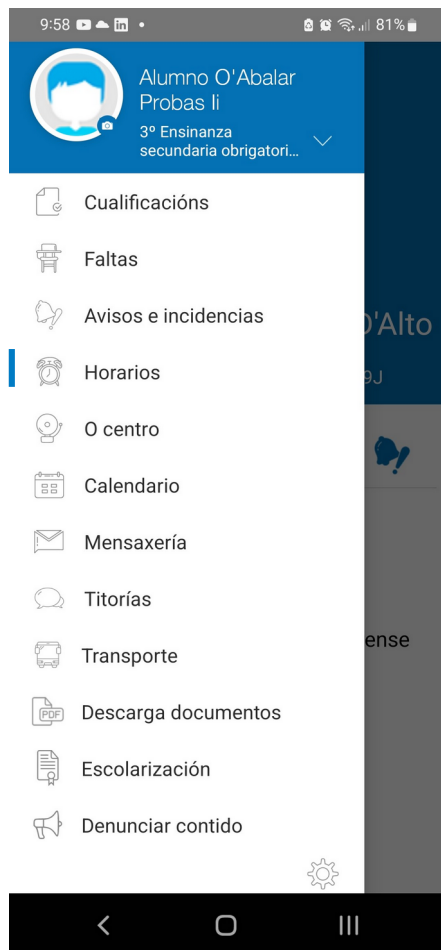 9:58
81%
Alumno O'Abalar
Probas Ii
3º Ensinanza
secundaria obrigatori...
Cualificacións
Faltas
Avisos e incidencias
O'Alto
Horarios
9J
O centro
Calendario
Mensaxería
Titorías
ense
Transporte
PDF
Descarga documentos
Escolarización
Denunciar contido